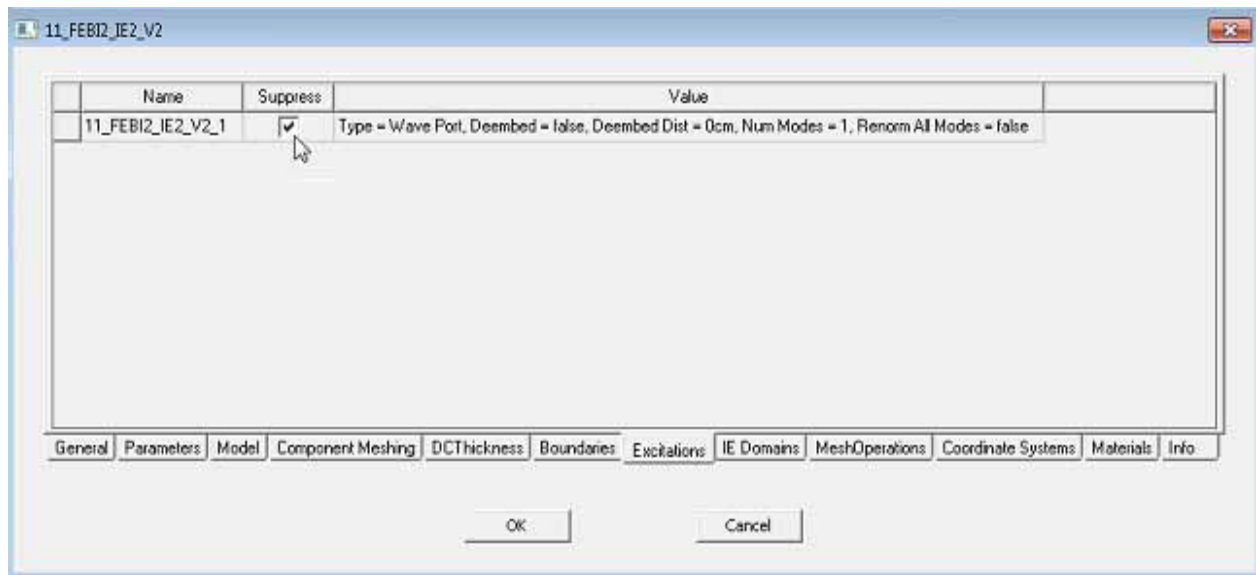 11_FEBI2_IE2_V2
Name Suppress Value
11_FEBI2_IE2_V2_1 Type = Wave Port, Deembed = false, Deembed Dist = 0cm, Num Modes = 1, Renorm All Modes = false
General Parameters Model Component Meshing DCThickness Boundaries Excitations IE Domains MeshOperations Coordinate Systems Materials Info
OK Cancel